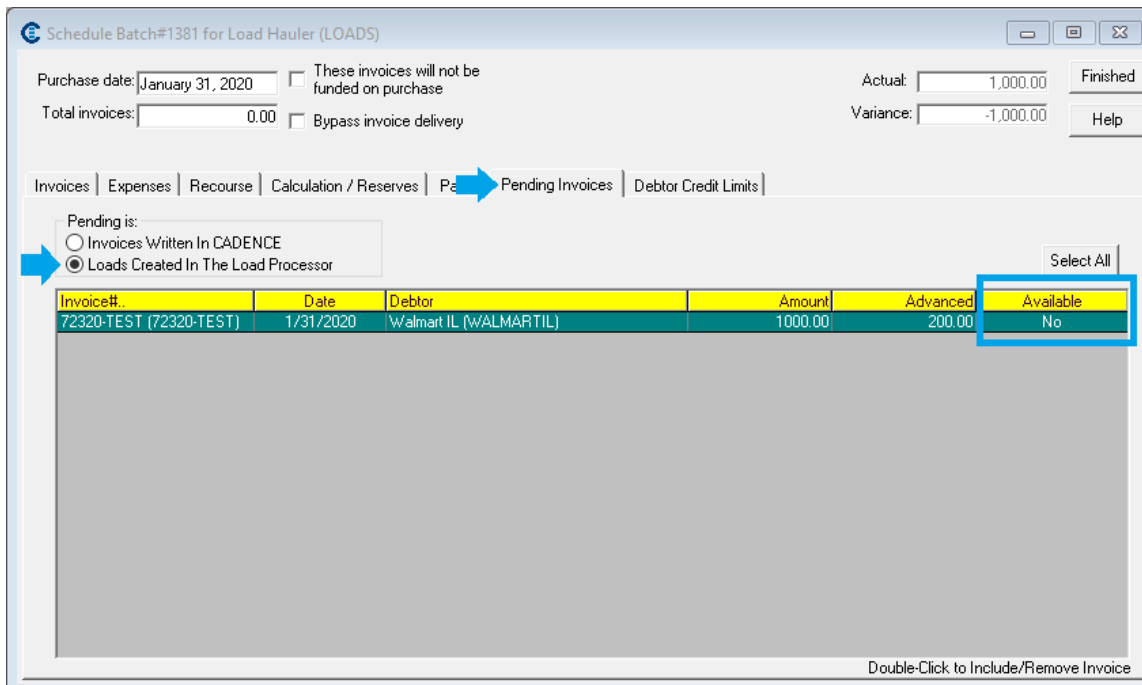 Schedule Batch#1381 for Load Hauler (LOADS)
Purchase date: January 31, 2020
These invoices will not be
funded on purchase
Actual: 1,000.00
Finished
Total invoices: 0.00
Bypass invoice delivery
Variance: -1,000.00
Help
Invoices Expenses Recourse Calculation / Reserves Pending Invoices Debtor Credit Limits
Pending is:
Invoices Written In CADENCE
Loads Created In The Load Processor
Select All
Invoice#.. Date Debtor Amount Advanced Available
72320-TEST (72320-TEST) 1/31/2020 Walmart IL (WALMARTIL) 1000.00 200.00 No
Double-Click to Include/Remove Invoice